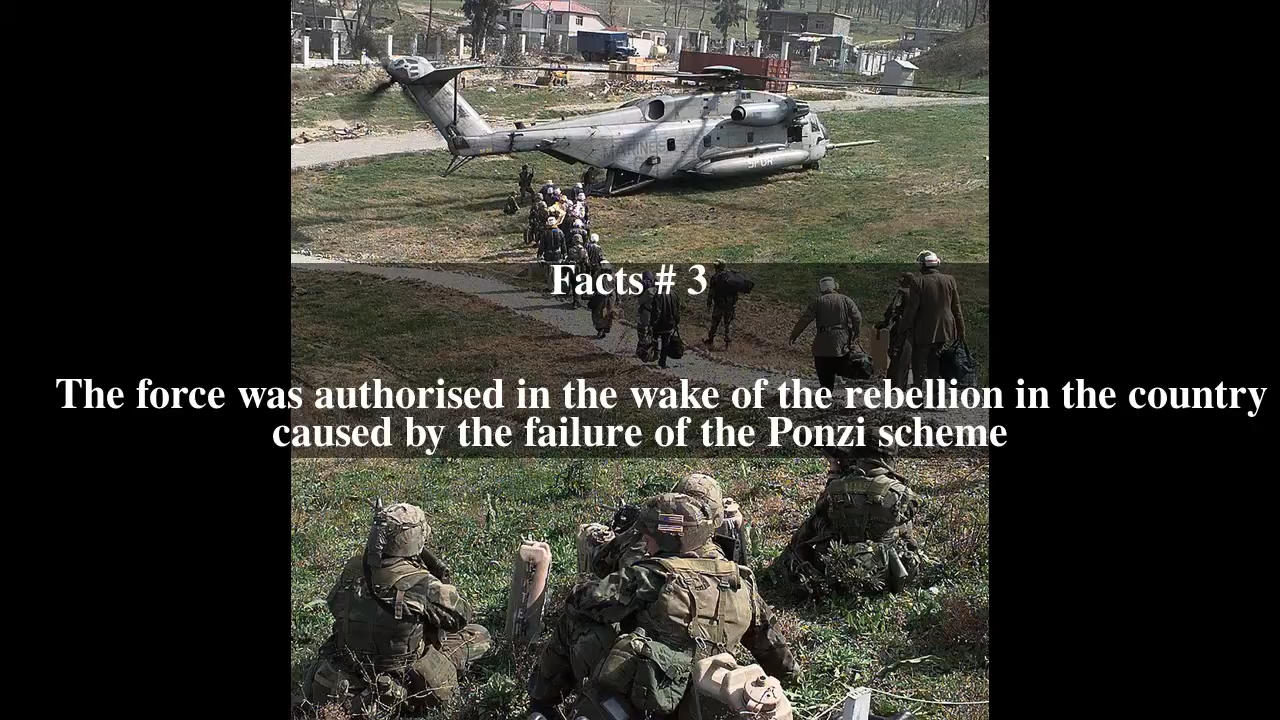 MARINES
Facts # 3
The force was authorised in the wake of the rebellion in the country
caused by the failure of the Ponzi scheme